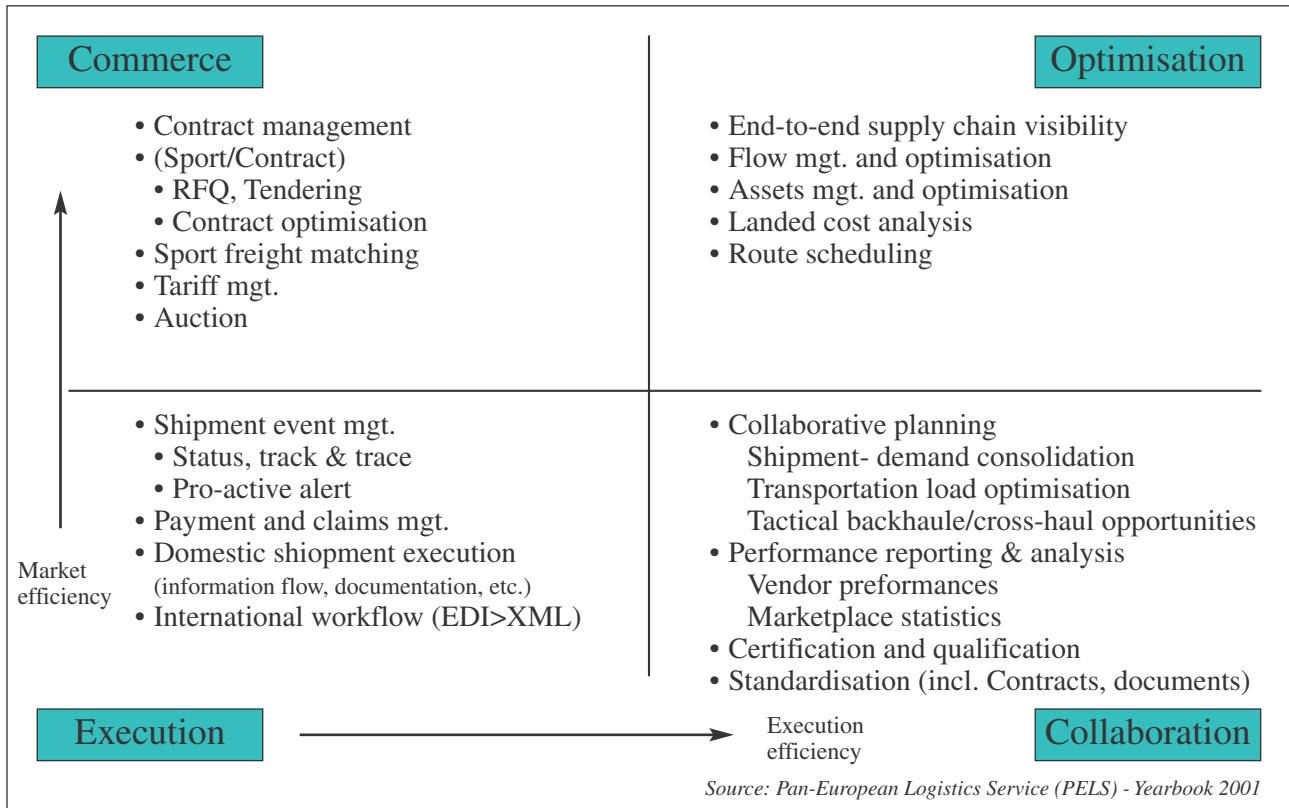 Commerce
• Contract management
• (Sport/Contract)
• RFQ, Tendering
• Contract optimisation
• Sport freight matching
• Tariff mgt.
• Auction
Optimisation
• End-to-end supply chain visibility
• Flow mgt. and optimisation
• Assets mgt. and optimisation
• Landed cost analysis
• Route scheduling
Market
efficiency
• Shipment event mgt.
• Status, track & trace
• Pro-active alert
• Payment and claims mgt.
• Domestic shiopment execution
(information flow, documentation, etc.)
• International workflow (EDI>XML)
Execution
• Collaborative planning
Shipment- demand consolidation
Transportation load optimisation
Tactical backhaule/cross-haul opportunities
• Performance reporting & analysis
Vendor preformances
Marketplace statistics
• Certification and qualification
• Standardisation (incl. Contracts, documents)
Execution
efficiency
Collaboration
Source: Pan-European Logistics Service (PELS) - Yearbook 2001